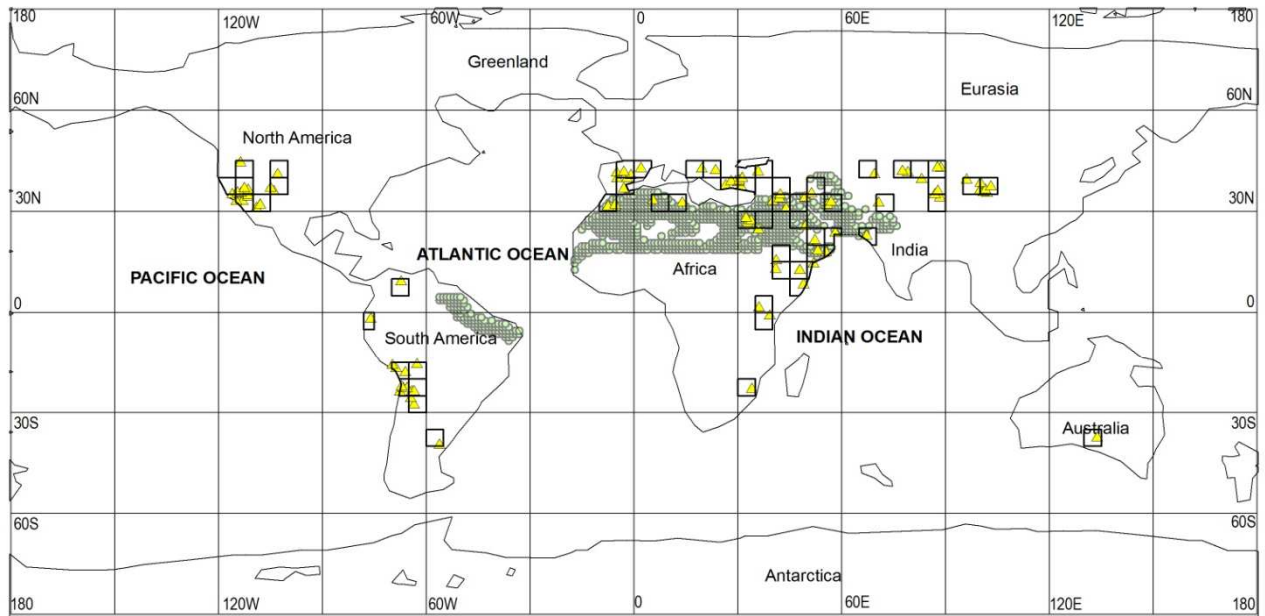 180 120W 60W 0 60E 120E 180
Greenland
Eurasia
60N 60N
North America
30N 30N
ATLANTIC OCEAN
India
PACIFIC OCEAN
Africa
0 0
South America
INDIAN OCEAN
30S 30S
Australia
60S 60S
Antarctica
180 120W 60W 0 60E 120E 180